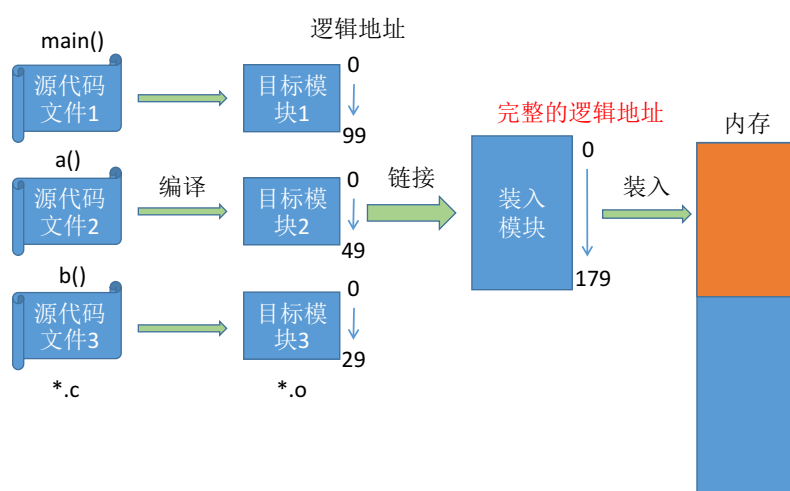 逻辑地址
main()
源代码
文件1
目标模
块1
0
99
完整的逻辑地址
内存
a()
源代码
文件2
编译
目标模
块2
0
49
链接
装入
模块
0
179
装入
b()
源代码
文件3
目标模
块3
0
29
*.c
*.o